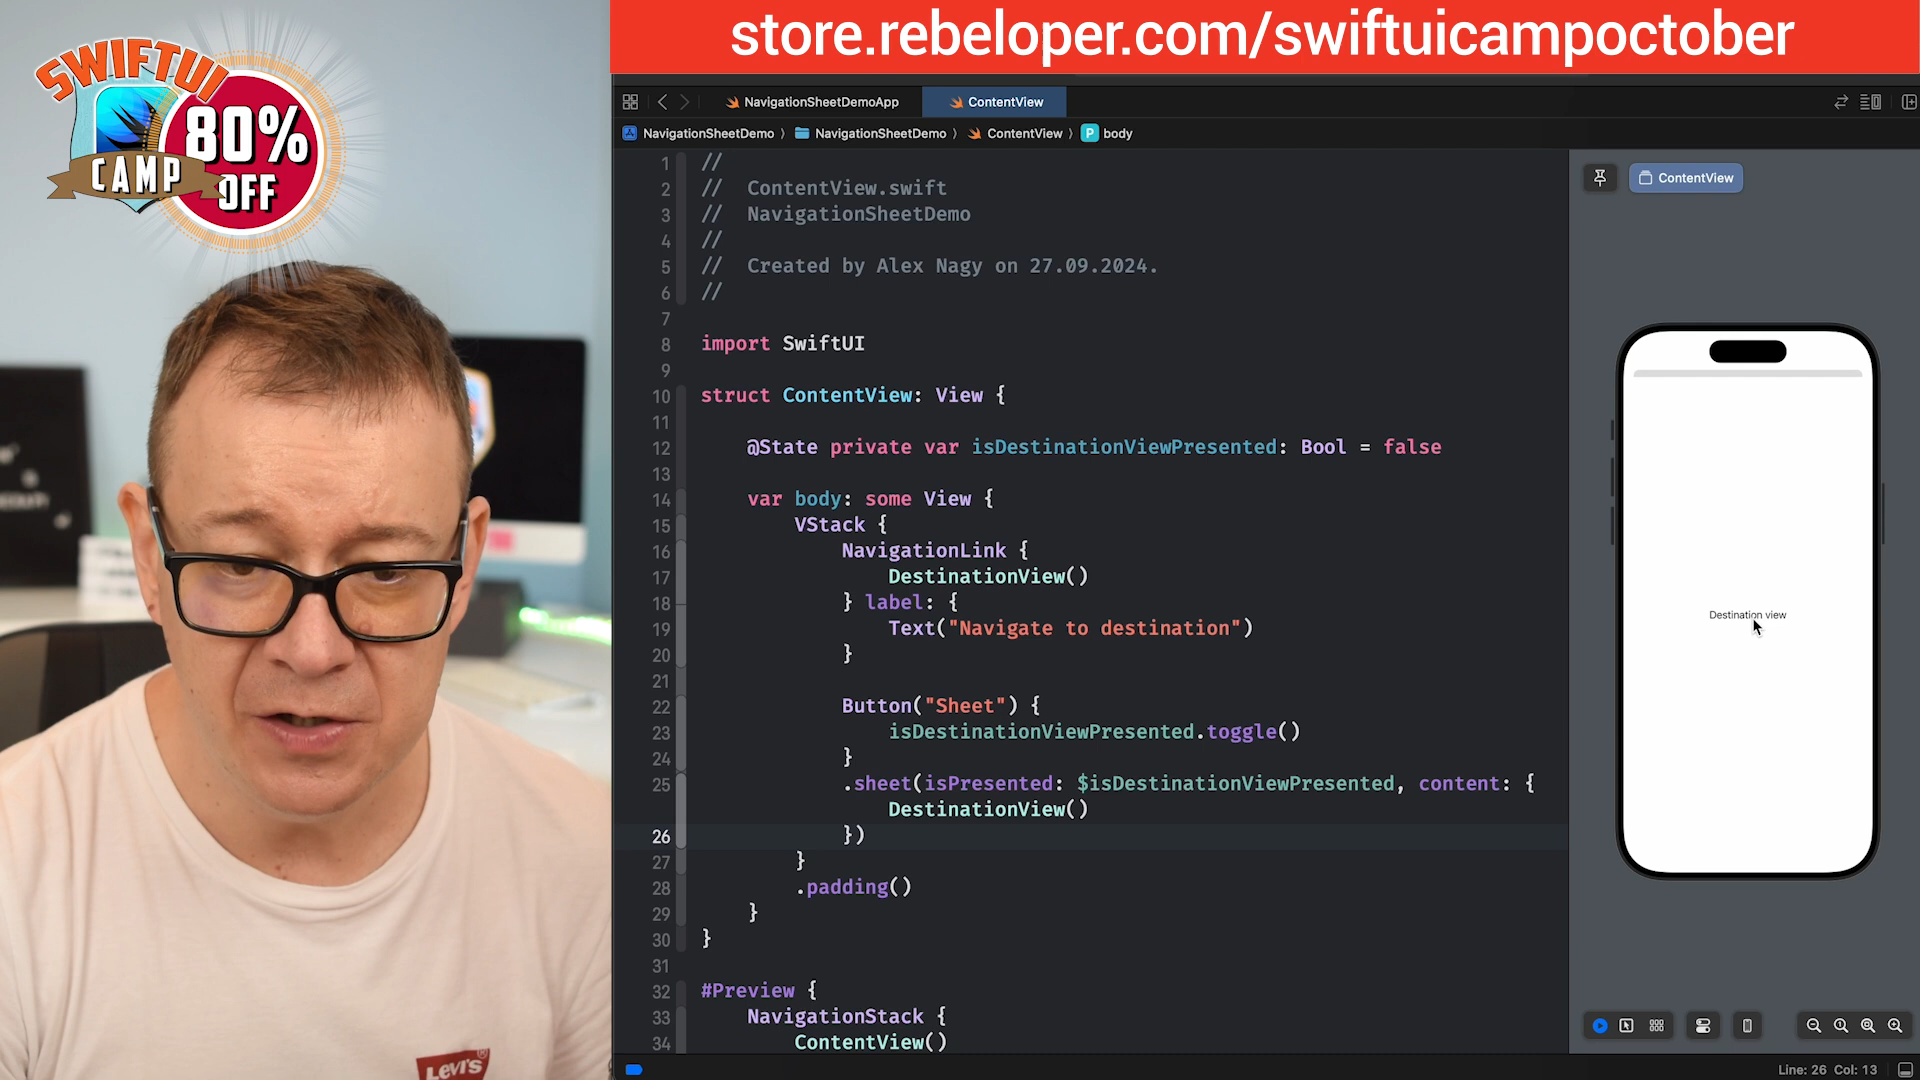 store.rebeloper.com/swiftuicampoctober
SWIFTUI
CAMP
80%
OFF
NavigationSheetDemoApp
ContentView
NavigationSheetDemo
NavigationSheetDemo
ContentView
P body
1 //
2 // ContentView.swift
3 // NavigationSheetDemo
4 //
5 // Created by Alex Nagy on 27.09.2024.
6 //
7
8 import SwiftUI
9
10 struct ContentView: View {
11
12 @State private var isDestinationViewPresented: Bool = false
13
14 var body: some View {
15 VStack {
16 NavigationLink {
17 DestinationView()
18 } label: {
19 Text("Navigate to destination")
20 }
21
22 Button("Sheet") {
23 isDestinationViewPresented.toggle()
24 }
25 .sheet(isPresented: $isDestinationViewPresented, content: {
DestinationView()
26 })
27 }
28 .padding()
29 }
30 }
31
32 #Preview {
33 NavigationStack {
34 ContentView()
ContentView
Destination view
Levi's
Line: 26 Col: 13